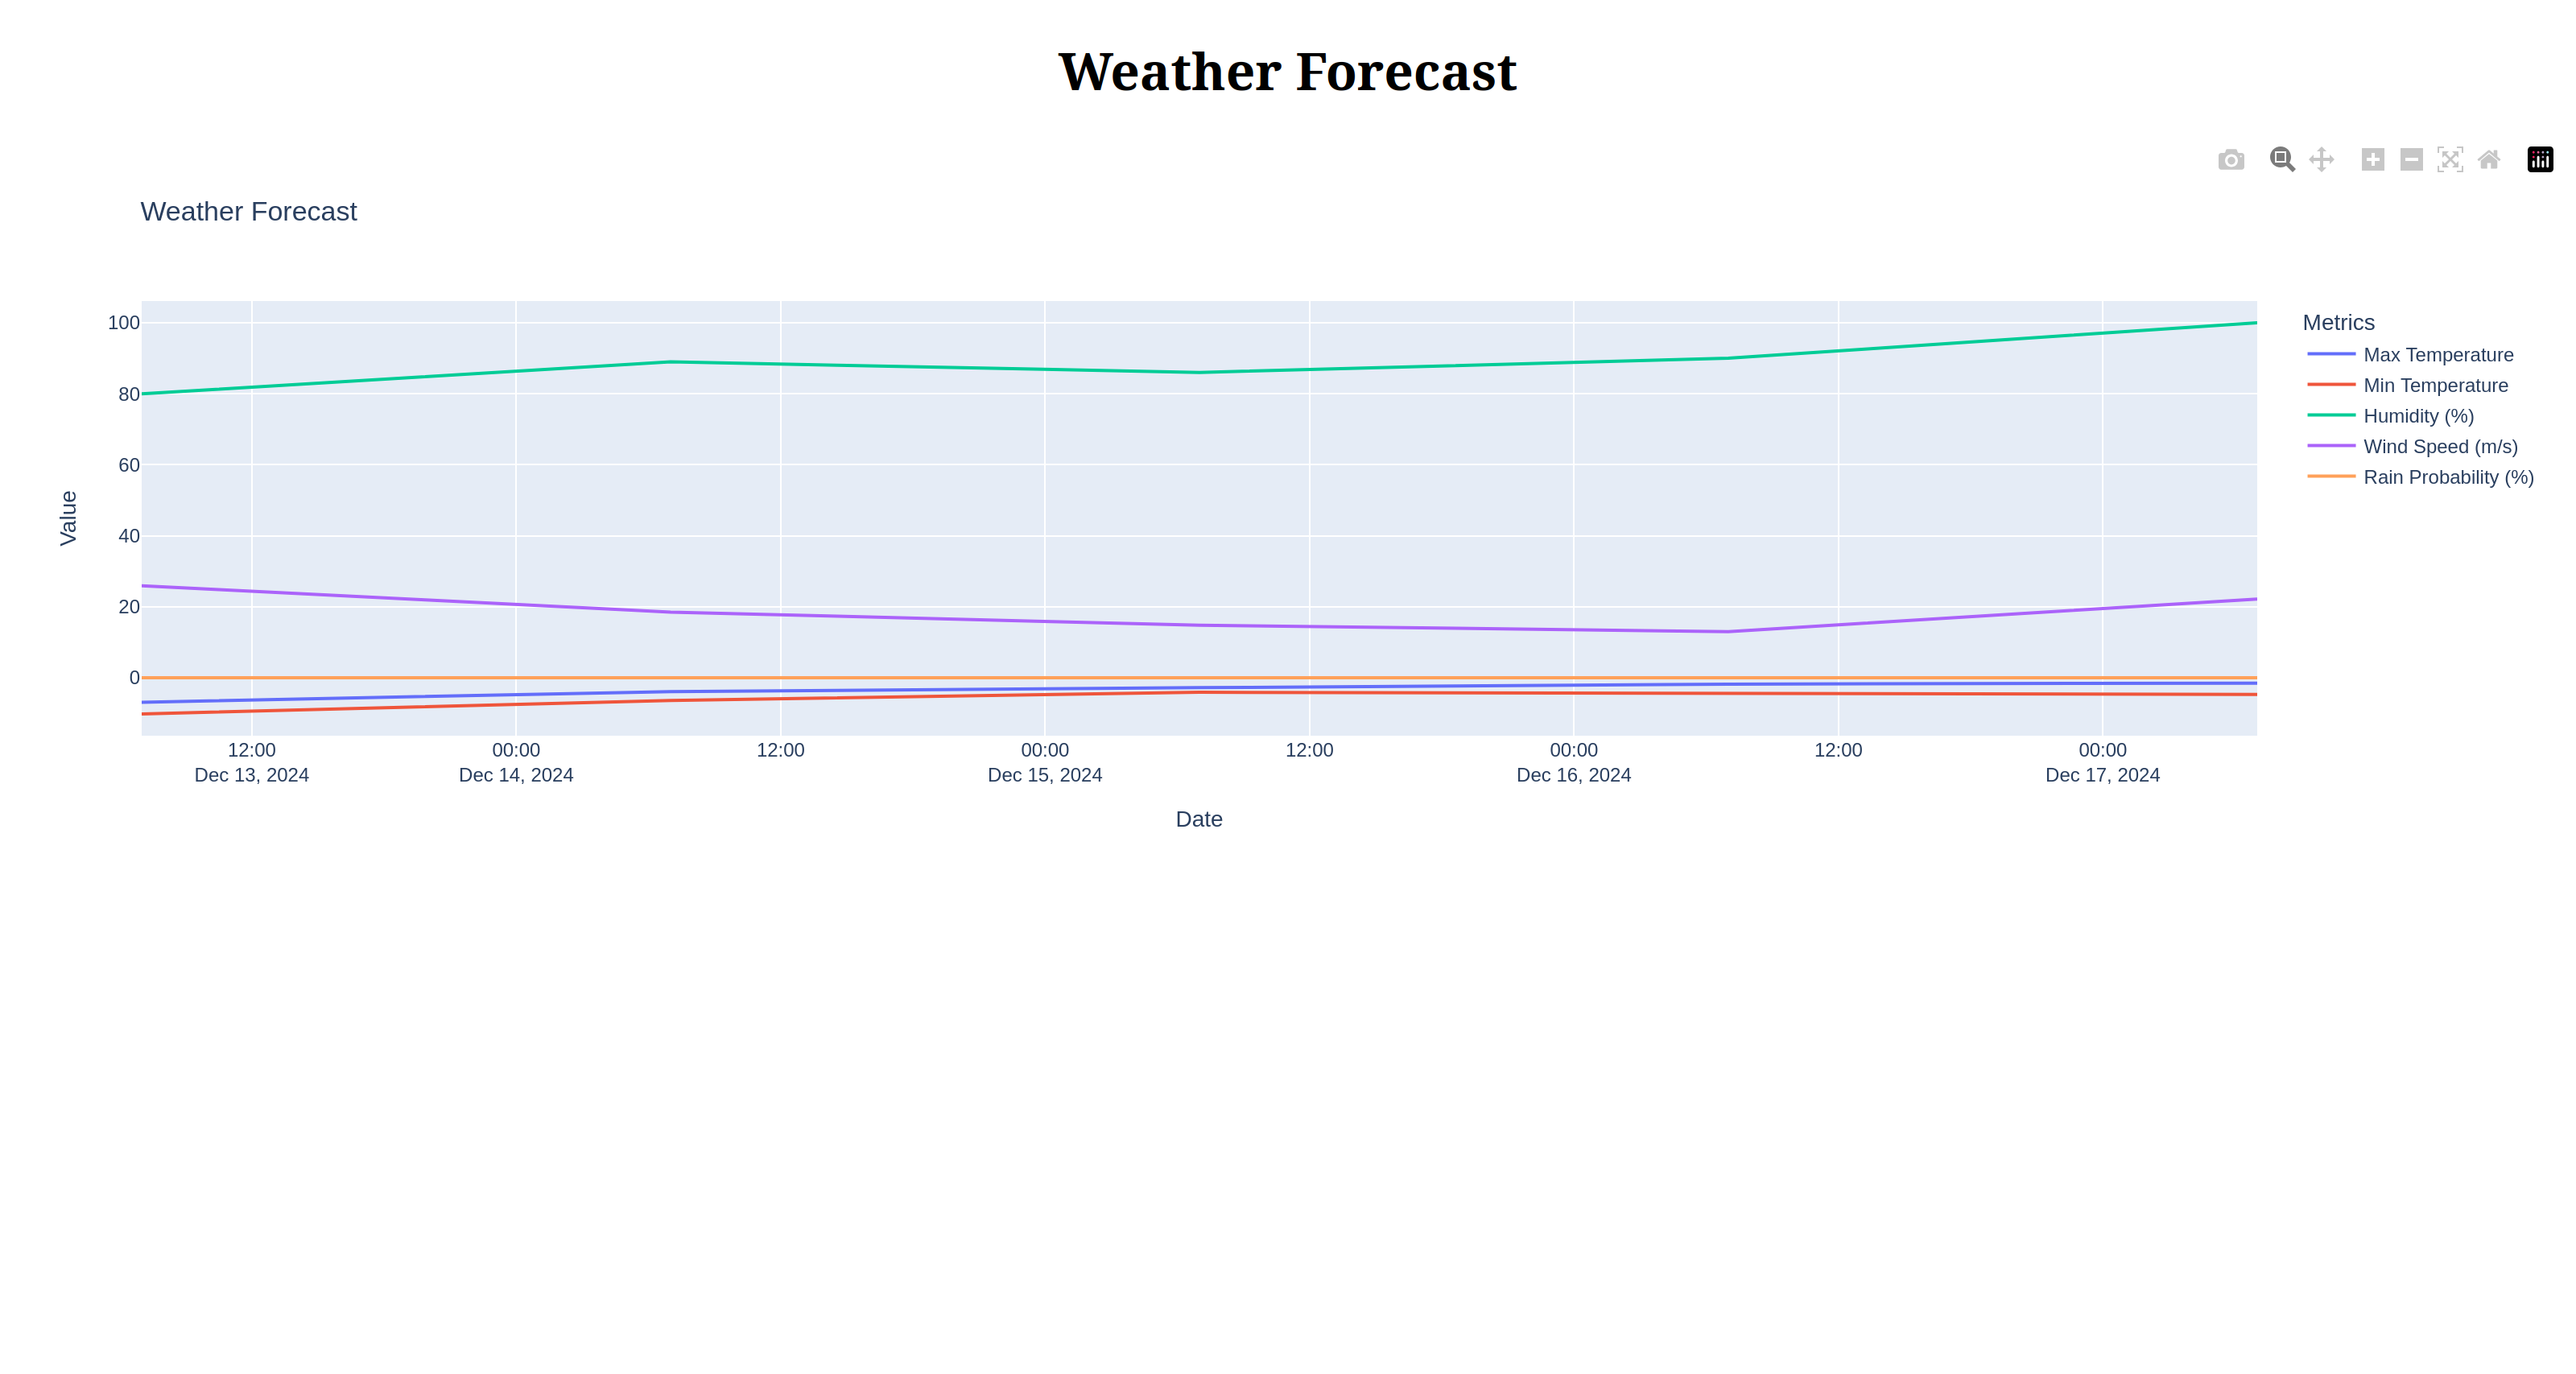 Weather Forecast
Weather Forecast
100
80
60
40
20
0
Value
12:00
Dec 13, 2024
00:00
Dec 14, 2024
12:00
00:00
Dec 15, 2024
12:00
00:00
Dec 16, 2024
12:00
00:00
Dec 17, 2024
Date
Metrics
Max Temperature
Min Temperature
Humidity (%)
Wind Speed (m/s)
Rain Probability (%)